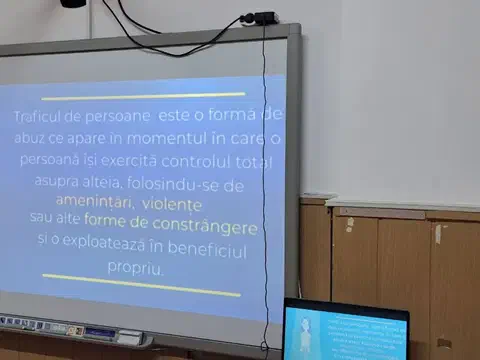 Traficul de persoane este o formă de
abuz ce apare în momentul în care o
persoană își exercită controlul total
asupra alteia, folosindu-se de
amenințări, violențe
sau alte forme de constrângere
și o exploatează în beneficiul
propriu.